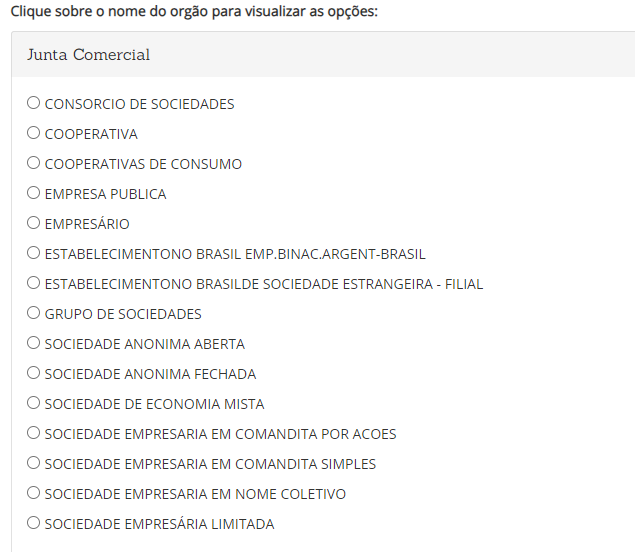 Clique sobre o nome do orgão para visualizar as opções:
Junta Comercial
CONSORCIO DE SOCIEDADES
COOPERATIVA
COOPERATIVAS DE CONSUMO
EMPRESA PUBLICA
EMPRESÁRIO
ESTABELECIMENTONO BRASIL EMP.BINAC.ARGENT-BRASIL
ESTABELECIMENTONO BRASILDE SOCIEDADE ESTRANGEIRA - FILIAL
GRUPO DE SOCIEDADES
SOCIEDADE ANONIMA ABERTA
SOCIEDADE ANONIMA FECHADA
SOCIEDADE DE ECONOMIA MISTA
SOCIEDADE EMPRESARIA EM COMANDITA POR ACOES
SOCIEDADE EMPRESARIA EM COMANDITA SIMPLES
SOCIEDADE EMPRESARIA EM NOME COLETIVO
SOCIEDADE EMPRESÁRIA LIMITADA